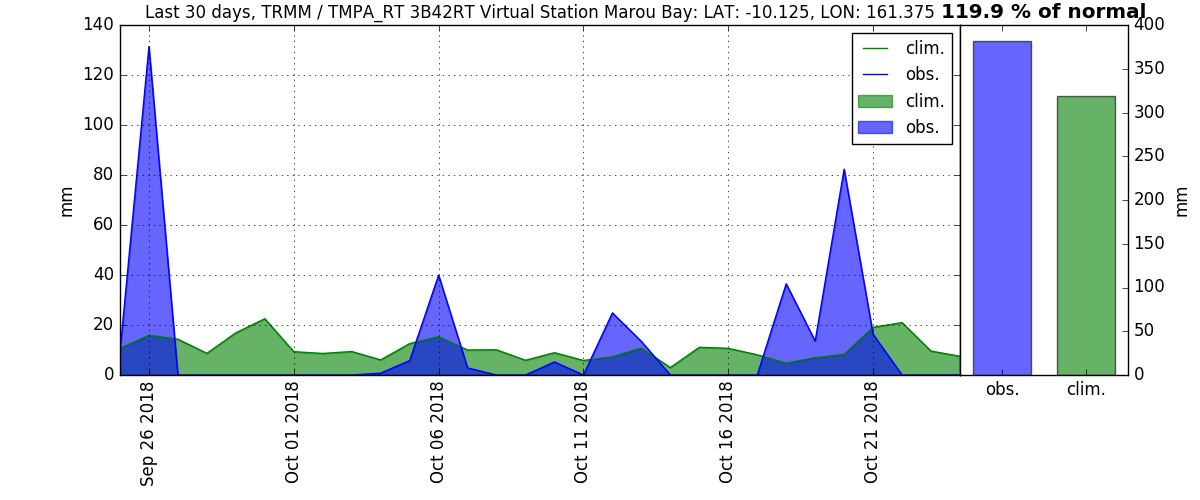 Last 30 days, TRMM / TMPA_RT 3B42RT Virtual Station Marou Bay: LAT: -10.125, LON: 161.375 119.9 % of normal
140
120
100
80
60
40
20
0
mm
clim.
obs.
clim.
obs.
400
350
300
250
200
150
100
50
0
mm
obs. clim.
Sep 26 2018
Oct 01 2018
Oct 06 2018
Oct 11 2018
Oct 16 2018
Oct 21 2018